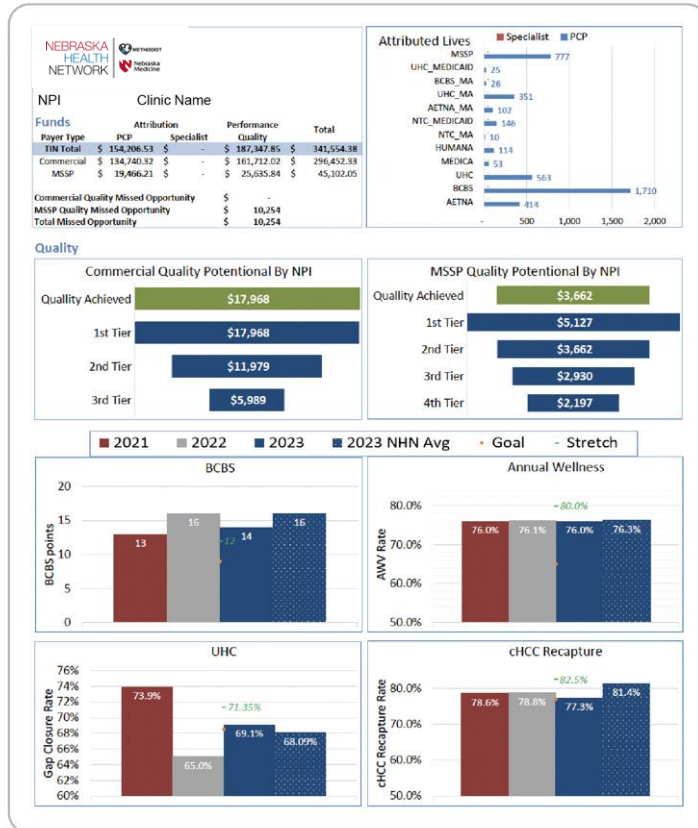 NEBRASKA
HEALTH
NETWORK
METHODIST
Nebraska
Medicine
NPI Clinic Name
Funds Attribution Performance
Payer Type PCP Specialist Quality Total
TIN Total $ 154,206.53 $ - $ 187,347.85 $ 341,554.38
Commercial $ 134,740.32 $ - $ 161,712.02 $ 296,452.33
MSSP $ 19,466.21 $ - $ 25,635.84 $ 45,102.05
Commercial Quality Missed Opportunity $ -
MSSP Quality Missed Opportunity $ 10,254
Total Missed Opportunity $ 10,254
Attributed Lives
Specialist PCP
MSSP 777
UHC_MEDICAID 25
BCBS_MA 26
UHC_MA 351
AETNA_MA 102
NTC_MEDICAID 146
NTC_MA 10
HUMANA 114
MEDICA 53
UHC 563
BCBS 1,710
AETNA 414
- 500 1,000 1,500 2,000
Quality
Commercial Quality Potentional By NPI
Quallity Achieved $17,968
1st Tier $17,968
2nd Tier $11,979
3rd Tier $5,989
MSSP Quality Potentional By NPI
Quallity Achieved $3,662
1st Tier $5,127
2nd Tier $3,662
3rd Tier $2,930
4th Tier $2,197
2021 2022 2023 2023 NHN Avg Goal Stretch
BCBS
BCBS points
20
15
10
5
0
13
16
12
14
16
Annual Wellness
AWV Rate
80.0%
70.0%
60.0%
50.0%
76.0%
76.1%
80.0%
76.0%
76.3%
UHC
Gap Closure Rate
76%
74%
72%
70%
68%
66%
64%
62%
60%
73.9%
65.0%
71.35%
69.1%
68.09%
cHCC Recapture
cHCC Recapture Rate
80.0%
70.0%
60.0%
50.0%
78.6%
78.8%
82.5%
77.3%
81.4%